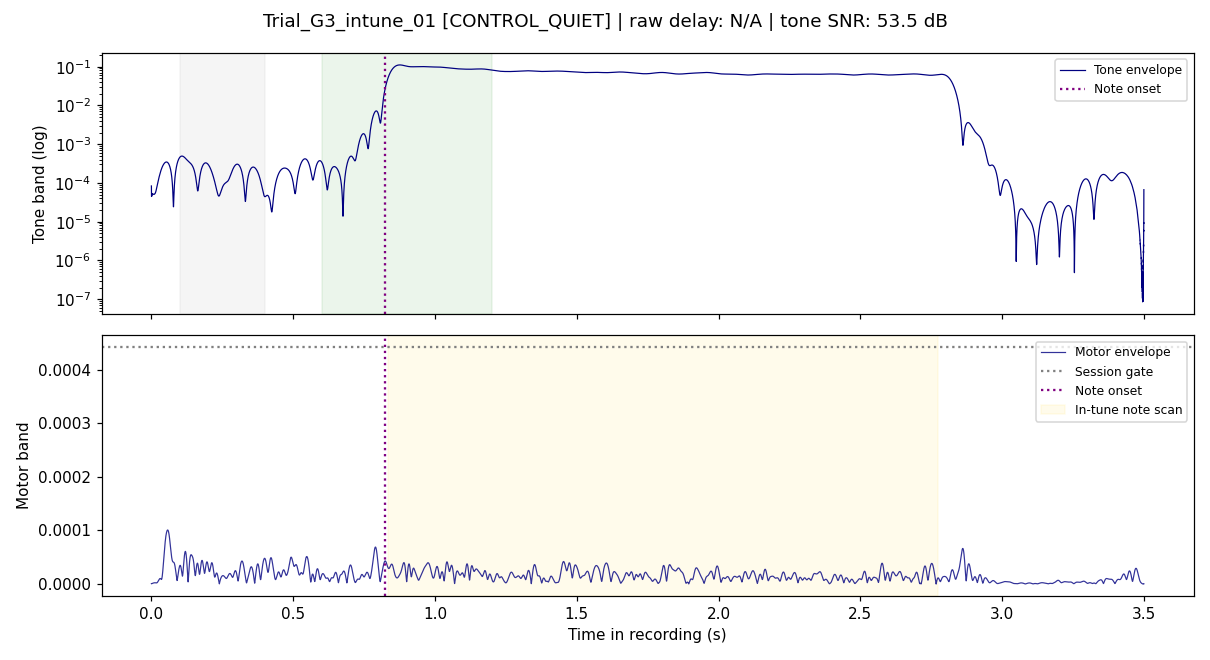 Trial_G3_intune_01 [CONTROL_QUIET] | raw delay: N/A | tone SNR: 53.5 dB
Tone band (log)
10⁻¹
10⁻²
10⁻³
10⁻⁴
10⁻⁵
10⁻⁶
10⁻⁷
Tone envelope
Note onset
Motor band
0.0004
0.0003
0.0002
0.0001
0.0000
Motor envelope
Session gate
Note onset
In-tune note scan
0.0 0.5 1.0 1.5 2.0 2.5 3.0 3.5
Time in recording (s)